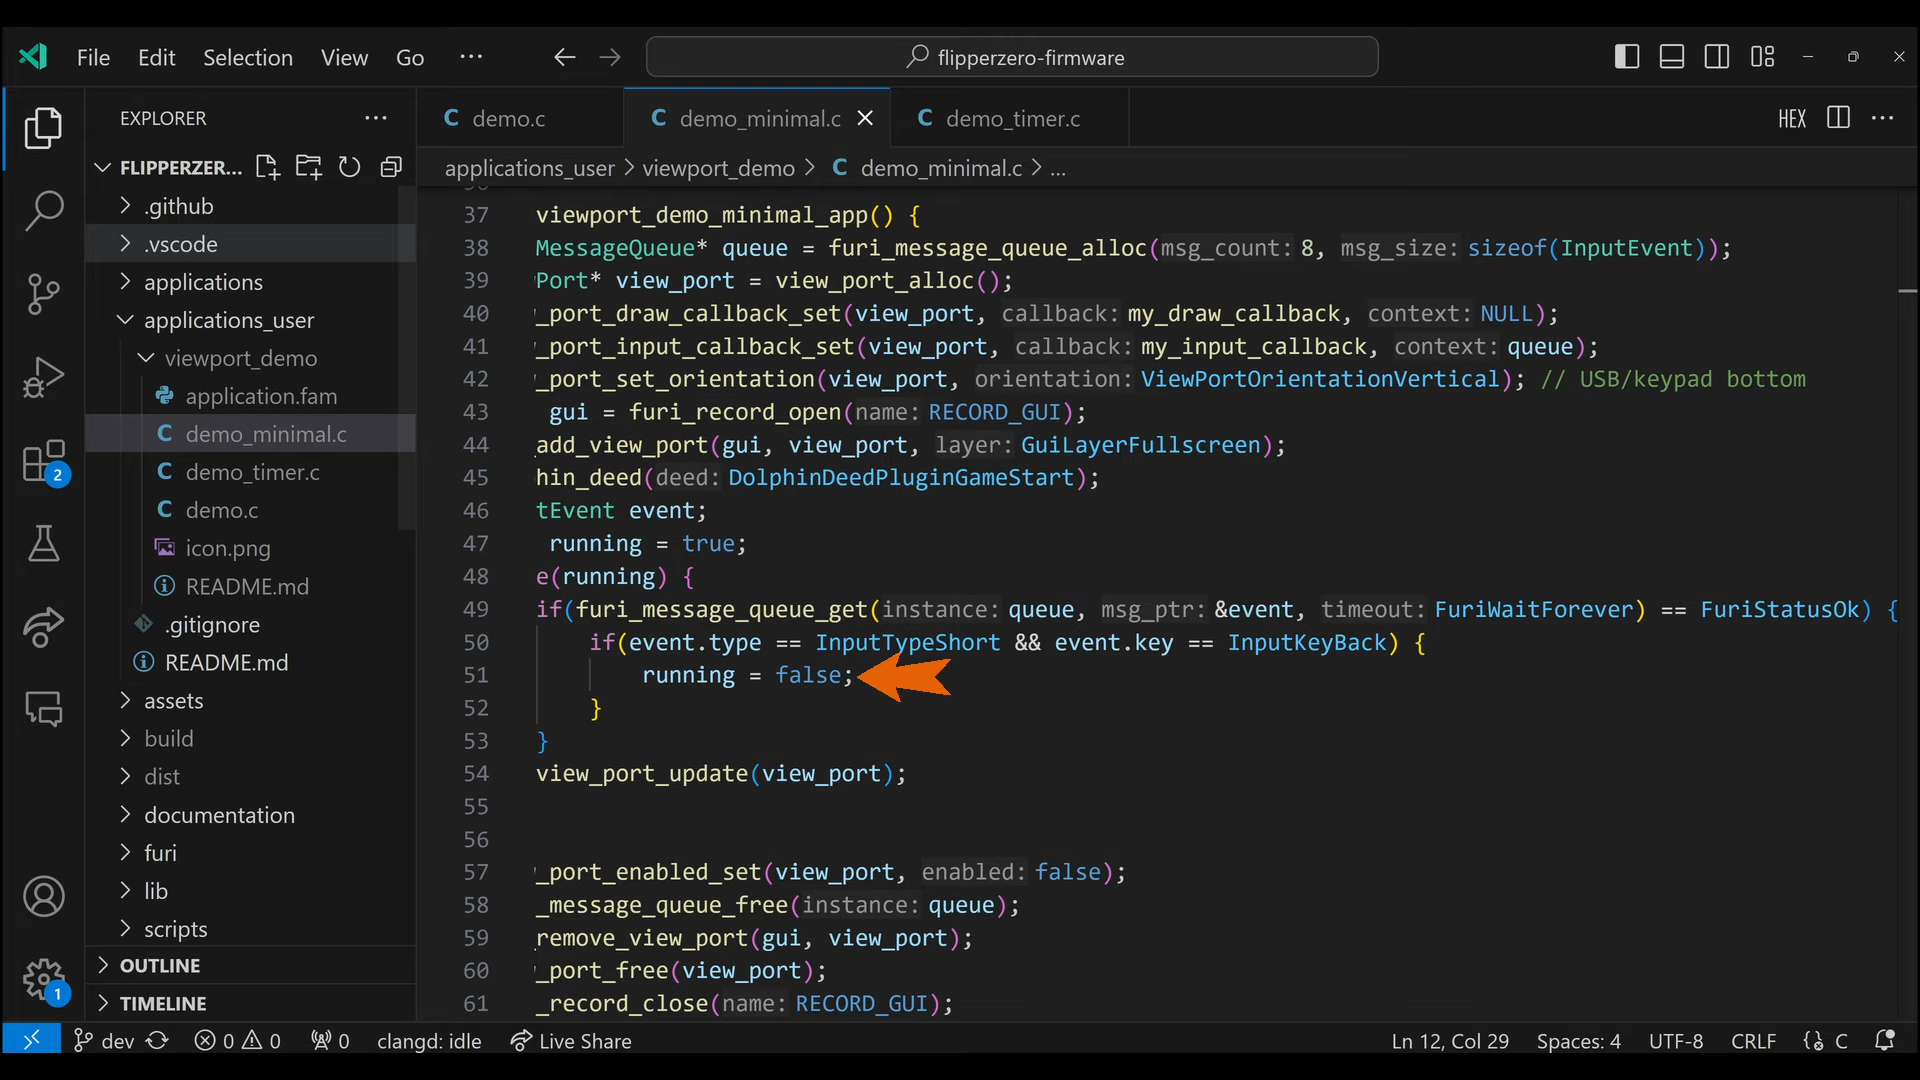 File Edit Selection View Go ··· flipperzero-firmware
EXPLORER ···
FLIPPERZER...
.github
.vscode
applications
applications_user
viewport_demo
application.fam
C demo_minimal.c
C demo_timer.c
C demo.c
icon.png
README.md
.gitignore
README.md
assets
build
dist
documentation
furi
lib
scripts
OUTLINE
TIMELINE
2
1
C demo.c C demo_minimal.c C demo_timer.c HEX ···
applications_user > viewport_demo > C demo_minimal.c > ...
37 viewport_demo_minimal_app() {
38 MessageQueue* queue = furi_message_queue_alloc(msg_count: 8, msg_size: sizeof(InputEvent));
39 Port* view_port = view_port_alloc();
40 _port_draw_callback_set(view_port, callback: my_draw_callback, context: NULL);
41 _port_input_callback_set(view_port, callback: my_input_callback, context: queue);
42 _port_set_orientation(view_port, orientation: ViewPortOrientationVertical); // USB/keypad bottom
43 gui = furi_record_open(name: RECORD_GUI);
44 add_view_port(gui, view_port, layer: GuiLayerFullscreen);
45 hin_deed(deed: DolphinDeedPluginGameStart);
46 tEvent event;
47 running = true;
48 e(running) {
49 if(furi_message_queue_get(instance: queue, msg_ptr: &event, timeout: FuriWaitForever) == FuriStatusOk) {
50 if(event.type == InputTypeShort && event.key == InputKeyBack) {
51 running = false;
52 }
53 }
54 view_port_update(view_port);
55
56
57 _port_enabled_set(view_port, enabled: false);
58 _message_queue_free(instance: queue);
59 remove_view_port(gui, view_port);
60 _port_free(view_port);
61 _record_close(name: RECORD_GUI);
dev 0 0 0 clangd: idle Live Share Ln 12, Col 29 Spaces: 4 UTF-8 CRLF C